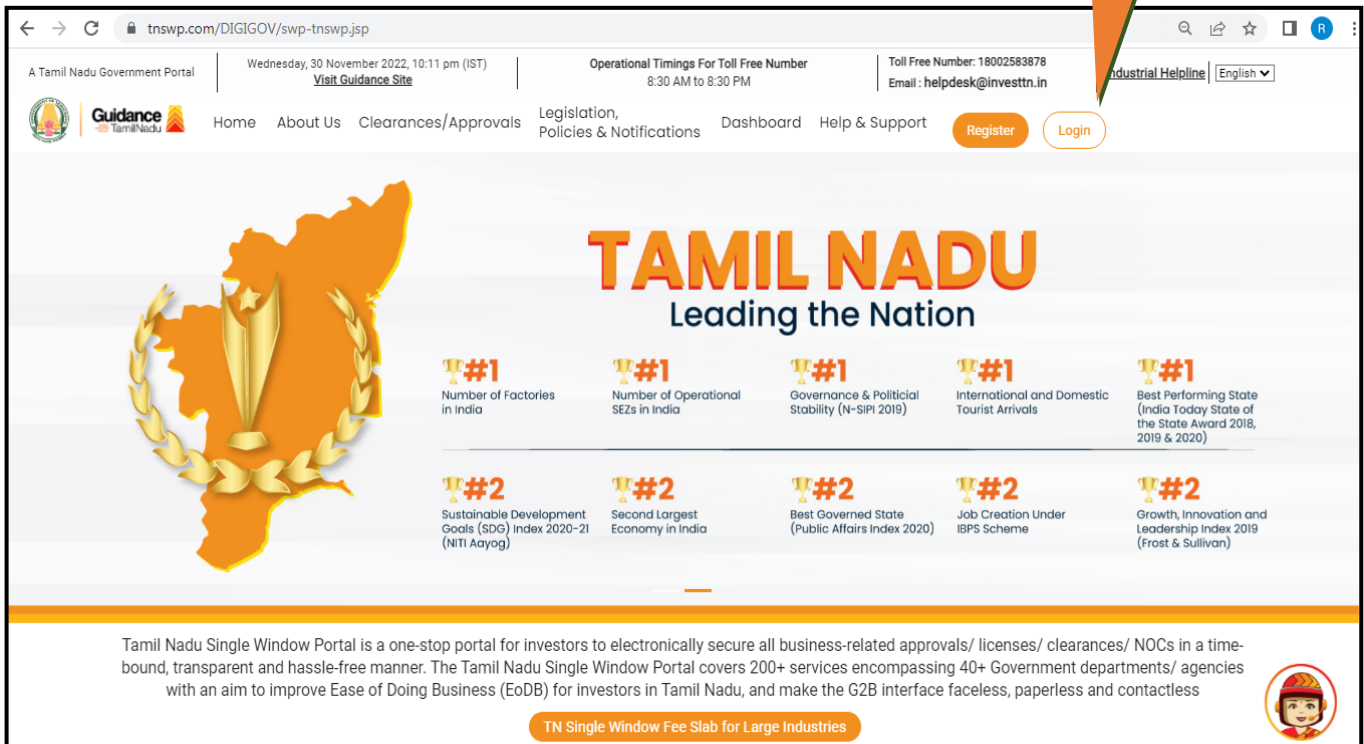 tnswp.com/DIGIGOV/swp-tnswp.jsp
R
A Tamil Nadu Government Portal
Wednesday, 30 November 2022, 10:11 pm (IST)
Visit Guidance Site
Operational Timings For Toll Free Number
8:30 AM to 8:30 PM
Toll Free Number: 18002583878
Email : helpdesk@investtn.in
ndustrial Helpline
English
Guidance
TamilNadu
Home
About Us
Clearances/Approvals
Legislation,
Policies & Notifications
Dashboard
Help & Support
Register
Login
TAMIL NADU
Leading the Nation
#1
Number of Factories
in India
#1
Number of Operational
SEZs in India
#1
Governance & Politicial
Stability (N-SIPI 2019)
#1
International and Domestic
Tourist Arrivals
#1
Best Performing State
(India Today State of
the State Award 2018,
2019 & 2020)
#2
Sustainable Development
Goals (SDG) Index 2020-21
(NITI Aayog)
#2
Second Largest
Economy in India
#2
Best Governed State
(Public Affairs Index 2020)
#2
Job Creation Under
IBPS Scheme
#2
Growth, Innovation and
Leadership Index 2019
(Frost & Sullivan)
Tamil Nadu Single Window Portal is a one-stop portal for investors to electronically secure all business-related approvals/ licenses/ clearances/ NOCs in a time-
bound, transparent and hassle-free manner. The Tamil Nadu Single Window Portal covers 200+ services encompassing 40+ Government departments/ agencies
with an aim to improve Ease of Doing Business (EoDB) for investors in Tamil Nadu, and make the G2B interface faceless, paperless and contactless
TN Single Window Fee Slab for Large Industries